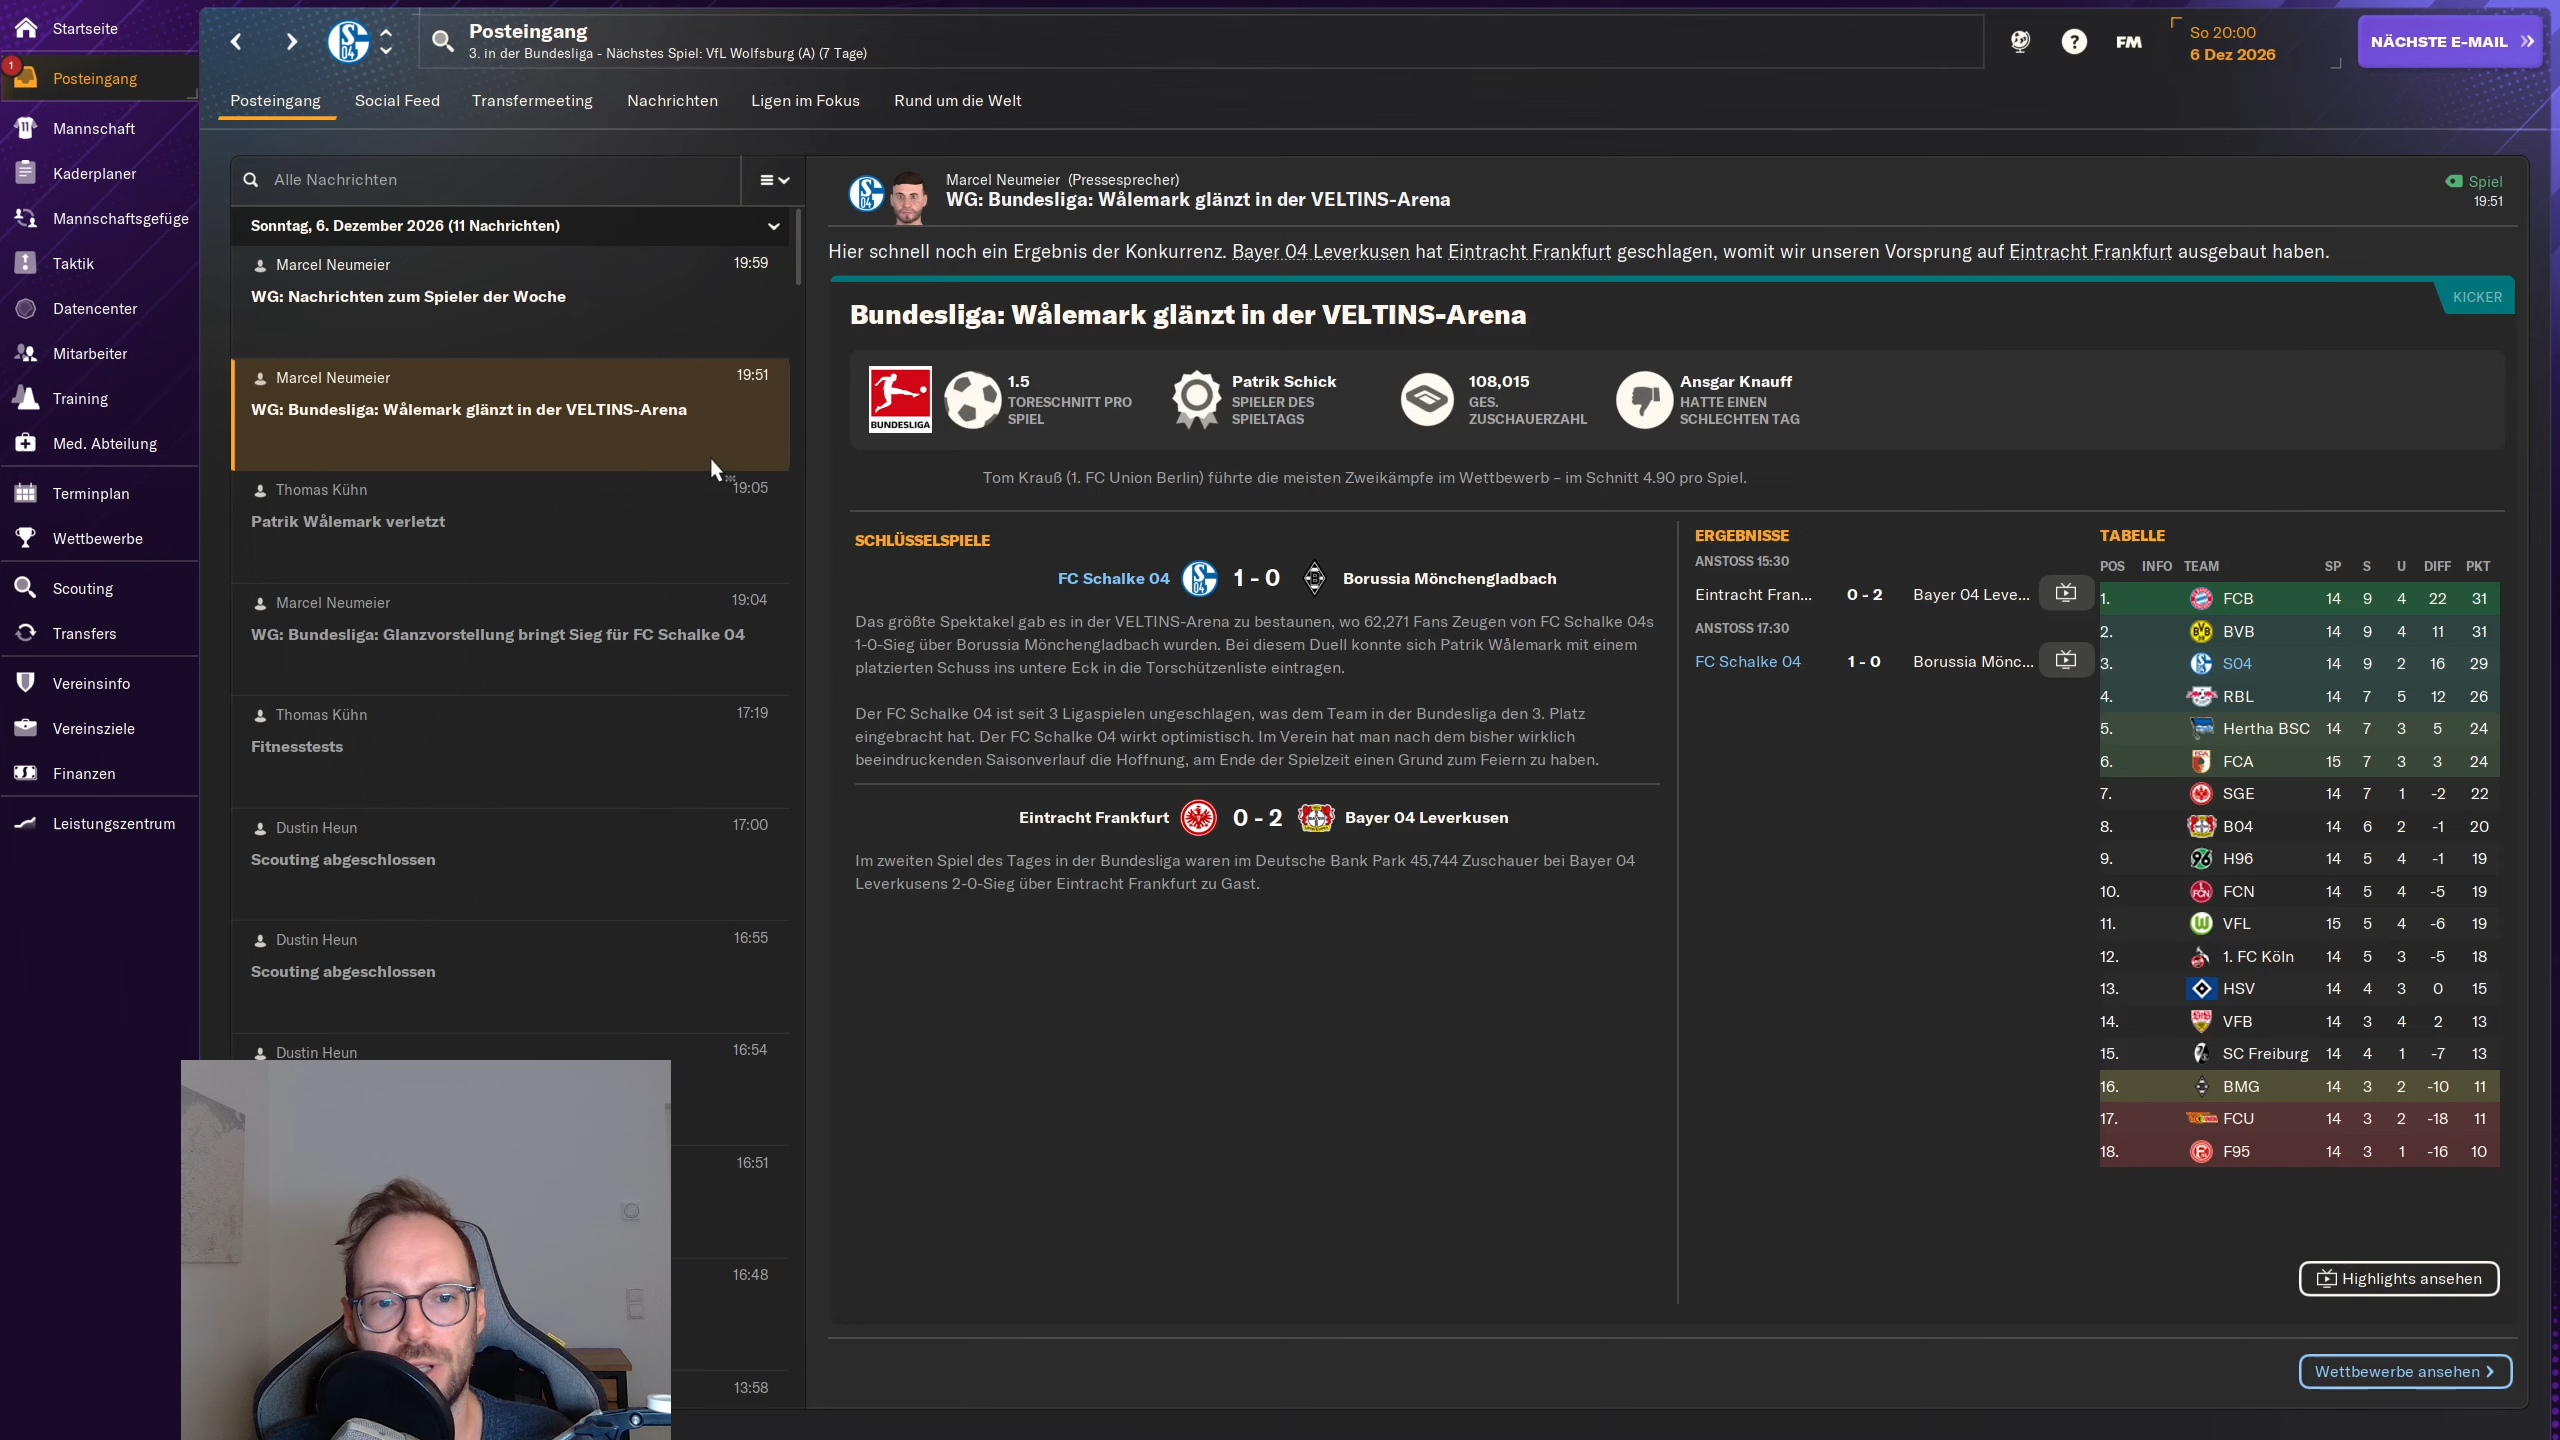 Startseite
1
Posteingang
Mannschaft
Kaderplaner
Mannschaftsgefüge
Taktik
Datencenter
Mitarbeiter
Training
Med. Abteilung
Terminplan
Wettbewerbe
Scouting
Transfers
Vereinsinfo
Vereinsziele
Finanzen
Leistungszentrum
Posteingang
3. in der Bundesliga - Nächstes Spiel: VfL Wolfsburg (A) (7 Tage)
FM
So 20:00
6 Dez 2026
NÄCHSTE E-MAIL
Posteingang Social Feed Transfermeeting Nachrichten Ligen im Fokus Rund um die Welt
Alle Nachrichten
Sonntag, 6. Dezember 2026 (11 Nachrichten)
Marcel Neumeier 19:59
WG: Nachrichten zum Spieler der Woche
Marcel Neumeier 19:51
WG: Bundesliga: Wålemark glänzt in der VELTINS-Arena
Thomas Kühn 19:05
Patrik Wålemark verletzt
Marcel Neumeier 19:04
WG: Bundesliga: Glanzvorstellung bringt Sieg für FC Schalke 04
Thomas Kühn 17:19
Fitnesstests
Dustin Heun 17:00
Scouting abgeschlossen
Dustin Heun 16:55
Scouting abgeschlossen
Dustin Heun 16:54
16:51
16:48
13:58
Marcel Neumeier (Pressesprecher)
WG: Bundesliga: Wålemark glänzt in der VELTINS-Arena
Spiel
19:51
Hier schnell noch ein Ergebnis der Konkurrenz. Bayer 04 Leverkusen hat Eintracht Frankfurt geschlagen, womit wir unseren Vorsprung auf Eintracht Frankfurt ausgebaut haben.
KICKER
Bundesliga: Wålemark glänzt in der VELTINS-Arena
BUNDESLIGA
1.5
TORESCHNITT PRO
SPIEL
Patrik Schick
SPIELER DES
SPIELTAGS
108,015
GES.
ZUSCHAUERZAHL
Ansgar Knauff
HATTE EINEN
SCHLECHTEN TAG
Tom Krauß (1. FC Union Berlin) führte die meisten Zweikämpfe im Wettbewerb – im Schnitt 4.90 pro Spiel.
SCHLÜSSELSPIELE
FC Schalke 04 1 - 0 Borussia Mönchengladbach
Das größte Spektakel gab es in der VELTINS-Arena zu bestaunen, wo 62,271 Fans Zeugen von FC Schalke 04s
1-0-Sieg über Borussia Mönchengladbach wurden. Bei diesem Duell konnte sich Patrik Wålemark mit einem
platzierten Schuss ins untere Eck in die Torschützenliste eintragen.
Der FC Schalke 04 ist seit 3 Ligaspielen ungeschlagen, was dem Team in der Bundesliga den 3. Platz
eingebracht hat. Der FC Schalke 04 wirkt optimistisch. Im Verein hat man nach dem bisher wirklich
beeindruckenden Saisonverlauf die Hoffnung, am Ende der Spielzeit einen Grund zum Feiern zu haben.
Eintracht Frankfurt 0 - 2 Bayer 04 Leverkusen
Im zweiten Spiel des Tages in der Bundesliga waren im Deutsche Bank Park 45,744 Zuschauer bei Bayer 04
Leverkusens 2-0-Sieg über Eintracht Frankfurt zu Gast.
ERGEBNISSE
ANSTOSS 15:30
Eintracht Fran... 0 - 2 Bayer 04 Leve...
ANSTOSS 17:30
FC Schalke 04 1 - 0 Borussia Mönc...
TABELLE
POS INFO TEAM SP S U DIFF PKT
1. FCB 14 9 4 22 31
2. BVB 14 9 4 11 31
3. S04 14 9 2 16 29
4. RBL 14 7 5 12 26
5. Hertha BSC 14 7 3 5 24
6. FCA 15 7 3 3 24
7. SGE 14 7 1 -2 22
8. B04 14 6 2 -1 20
9. H96 14 5 4 -1 19
10. FCN 14 5 4 -5 19
11. VFL 15 5 4 -6 19
12. 1. FC Köln 14 5 3 -5 18
13. HSV 14 4 3 0 15
14. VFB 14 3 4 2 13
15. SC Freiburg 14 4 1 -7 13
16. BMG 14 3 2 -10 11
17. FCU 14 3 2 -18 11
18. F95 14 3 1 -16 10
Highlights ansehen
Wettbewerbe ansehen